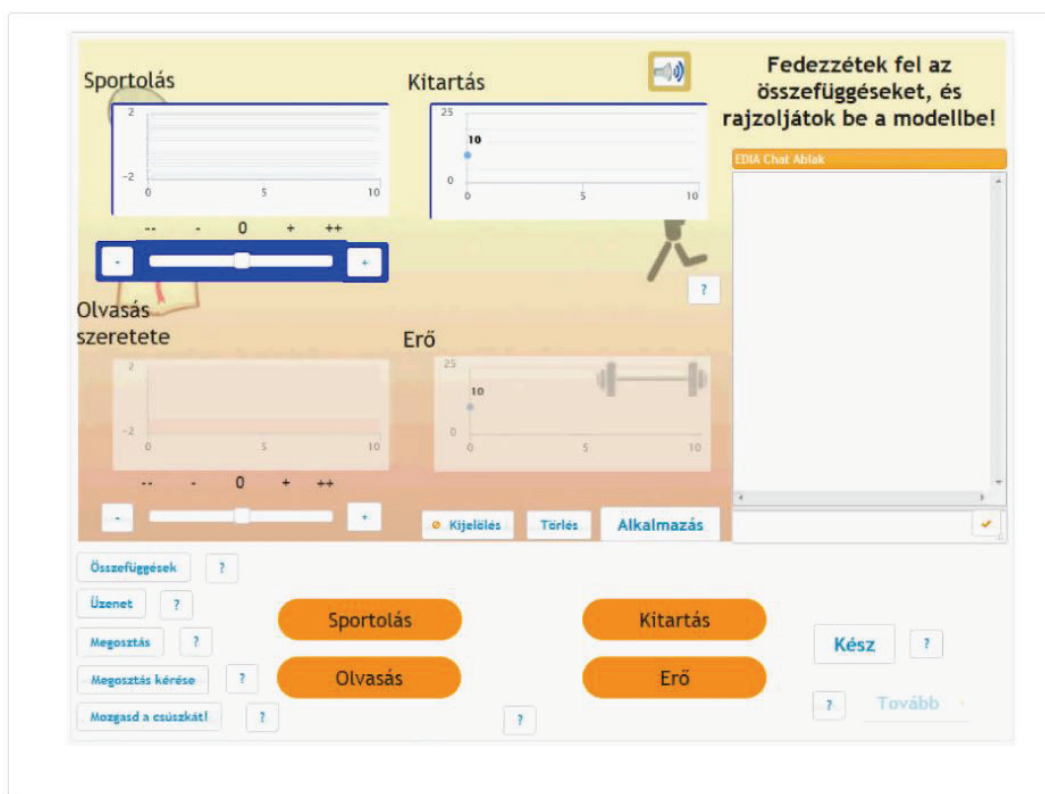 Sportolás
2
-2
0
5
10
-- - 0 + ++
- +
Kitartás
25
10
0
0
5
10
?
Olvasás
szeretete
2
-2
0
5
10
-- - 0 + ++
- +
Erő
25
10
0
0
5
10
Kijelölés
Törlés
Alkalmazás
Fedezzétek fel az
összefüggéseket, és
rajzoljátok be a modellbe!
EDIA Chat Ablak
Összefüggések ?
Üzenet ?
Megosztás ?
Megosztás kérése ?
Mozgasd a csúszkát! ?
Sportolás
Kitartás
Olvasás
Erő
?
Kész ?
? Tovább